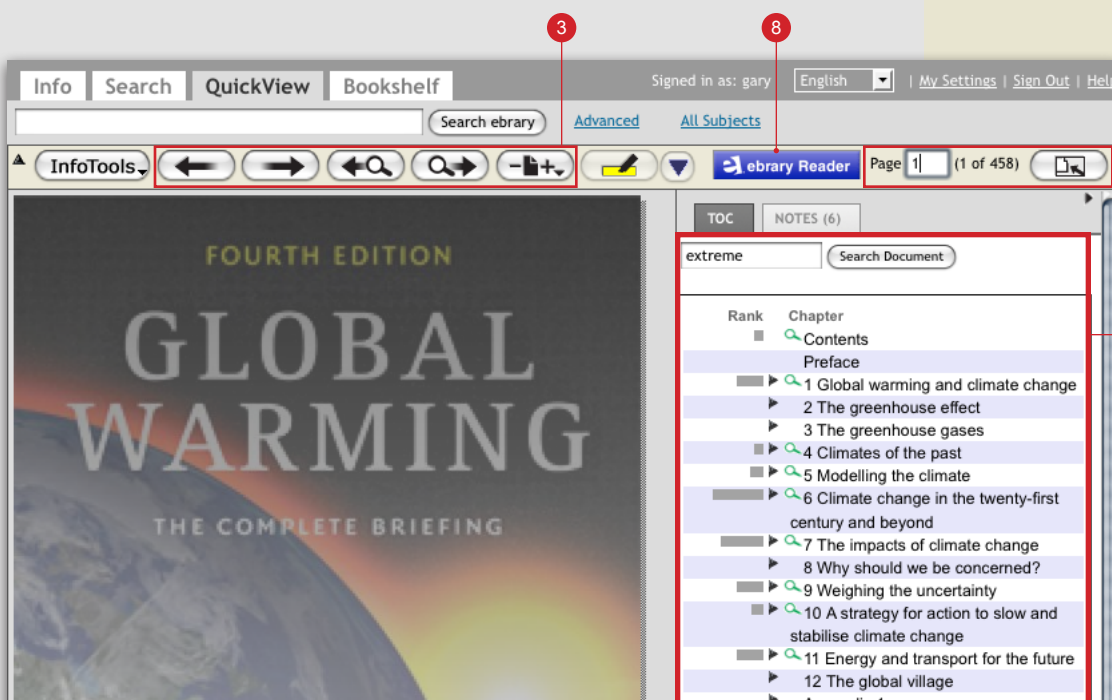 3
8
Info
Search
QuickView
Bookshelf
Signed in as: gary
English
| My Settings | Sign Out |
Search ebrary
Advanced
All Subjects
InfoTools
ebrary Reader
Page 1 (1 of 458)
TOC
NOTES (6)
extreme
Search Document
Rank Chapter
Contents
Preface
1 Global warming and climate change
2 The greenhouse effect
3 The greenhouse gases
4 Climates of the past
5 Modelling the climate
6 Climate change in the twenty-first
century and beyond
7 The impacts of climate change
8 Why should we be concerned?
9 Weighing the uncertainty
10 A strategy for action to slow and
stabilise climate change
11 Energy and transport for the future
12 The global village
FOURTH EDITION
GLOBAL
WARMING
THE COMPLETE BRIEFING